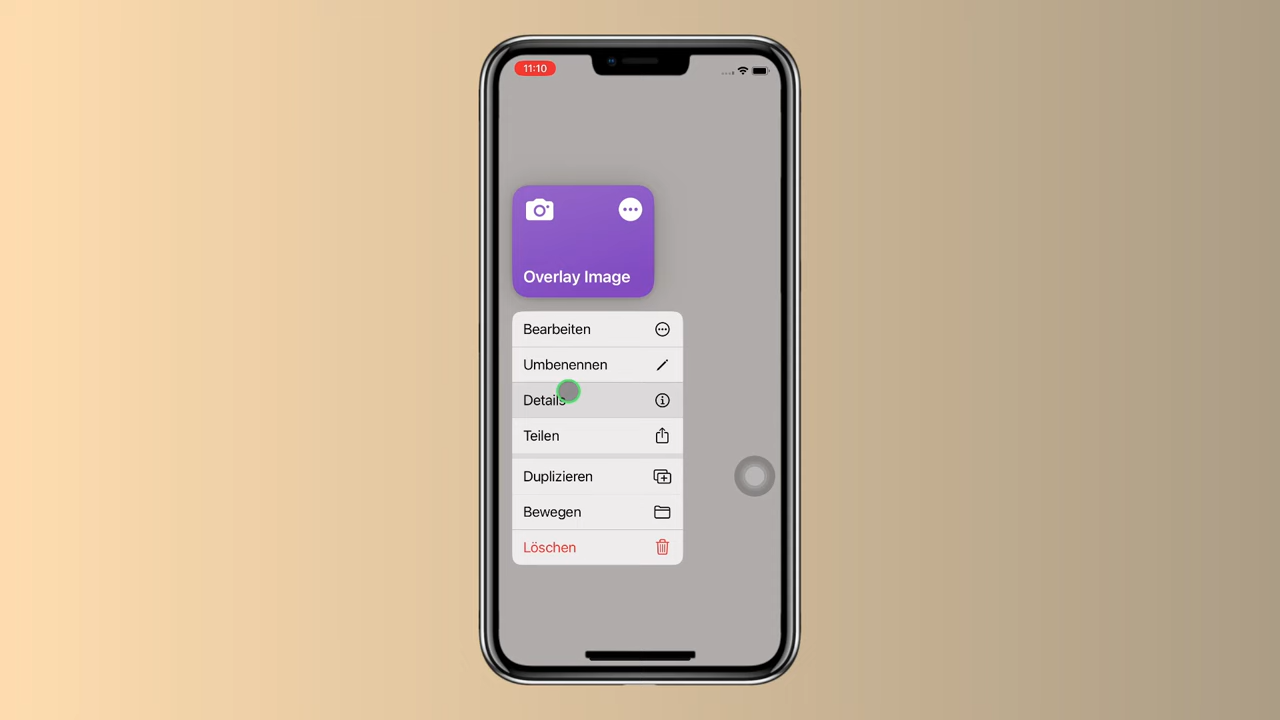 11:10
Overlay Image
Bearbeiten
Umbenennen
Details
Teilen
Duplizieren
Bewegen
Löschen